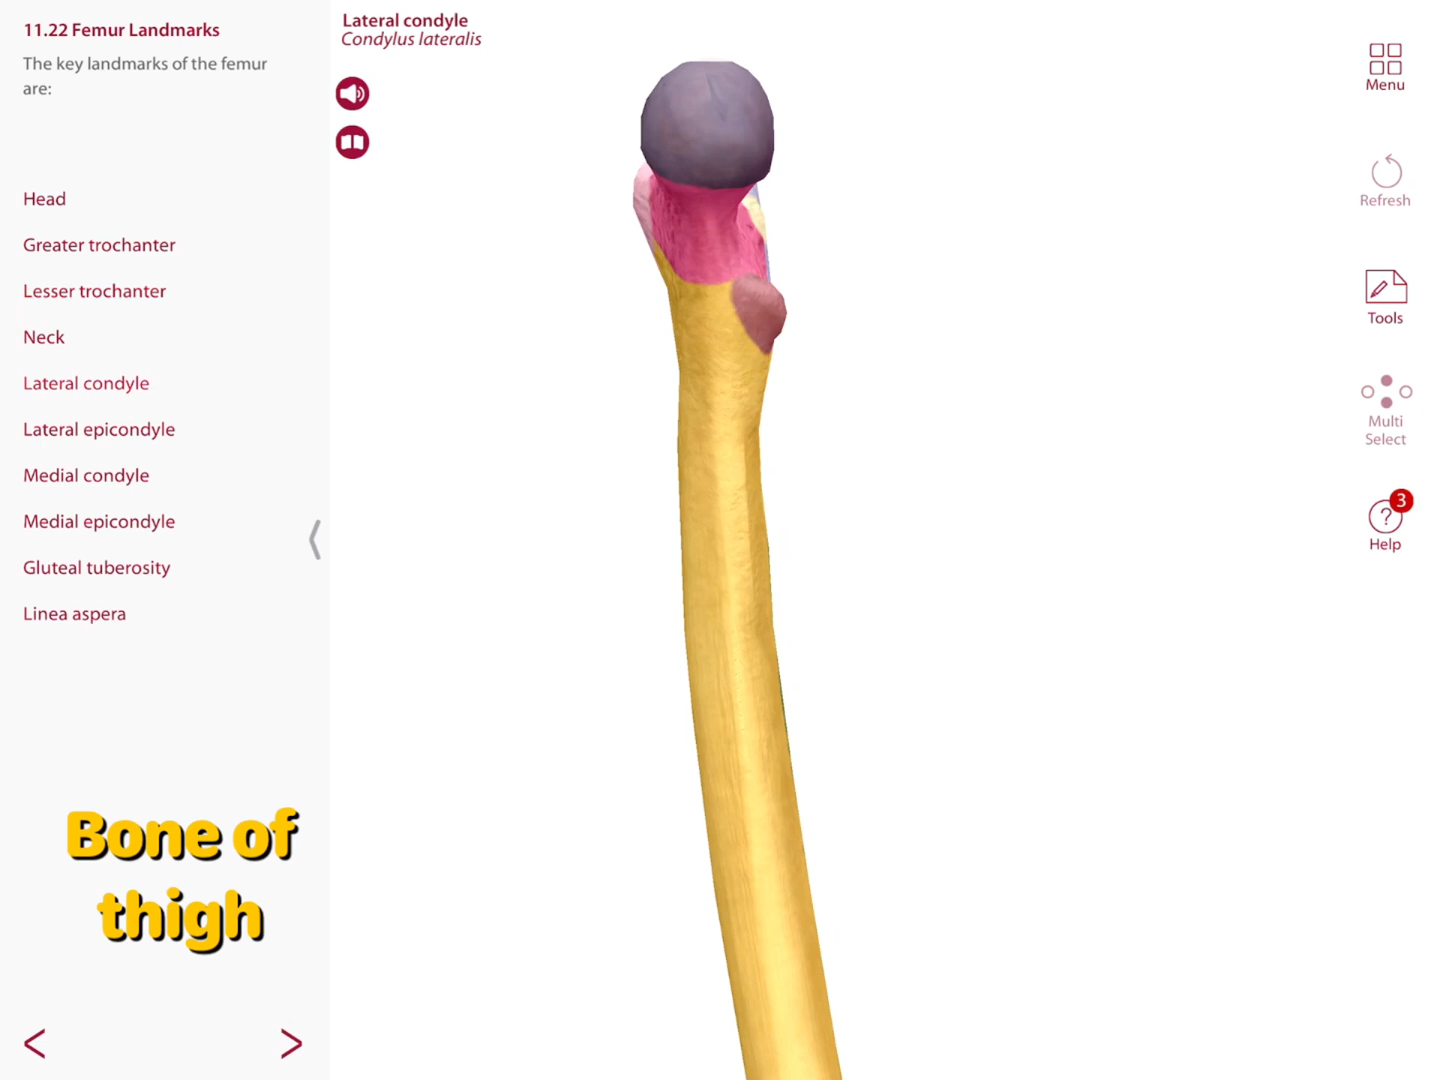 11.22 Femur Landmarks
The key landmarks of the femur
are:
Head
Greater trochanter
Lesser trochanter
Neck
Lateral condyle
Lateral epicondyle
Medial condyle
Medial epicondyle
Gluteal tuberosity
Linea aspera
Bone of
thigh
Lateral condyle
Condylus lateralis
Menu
Refresh
Tools
Multi
Select
3
?
Help